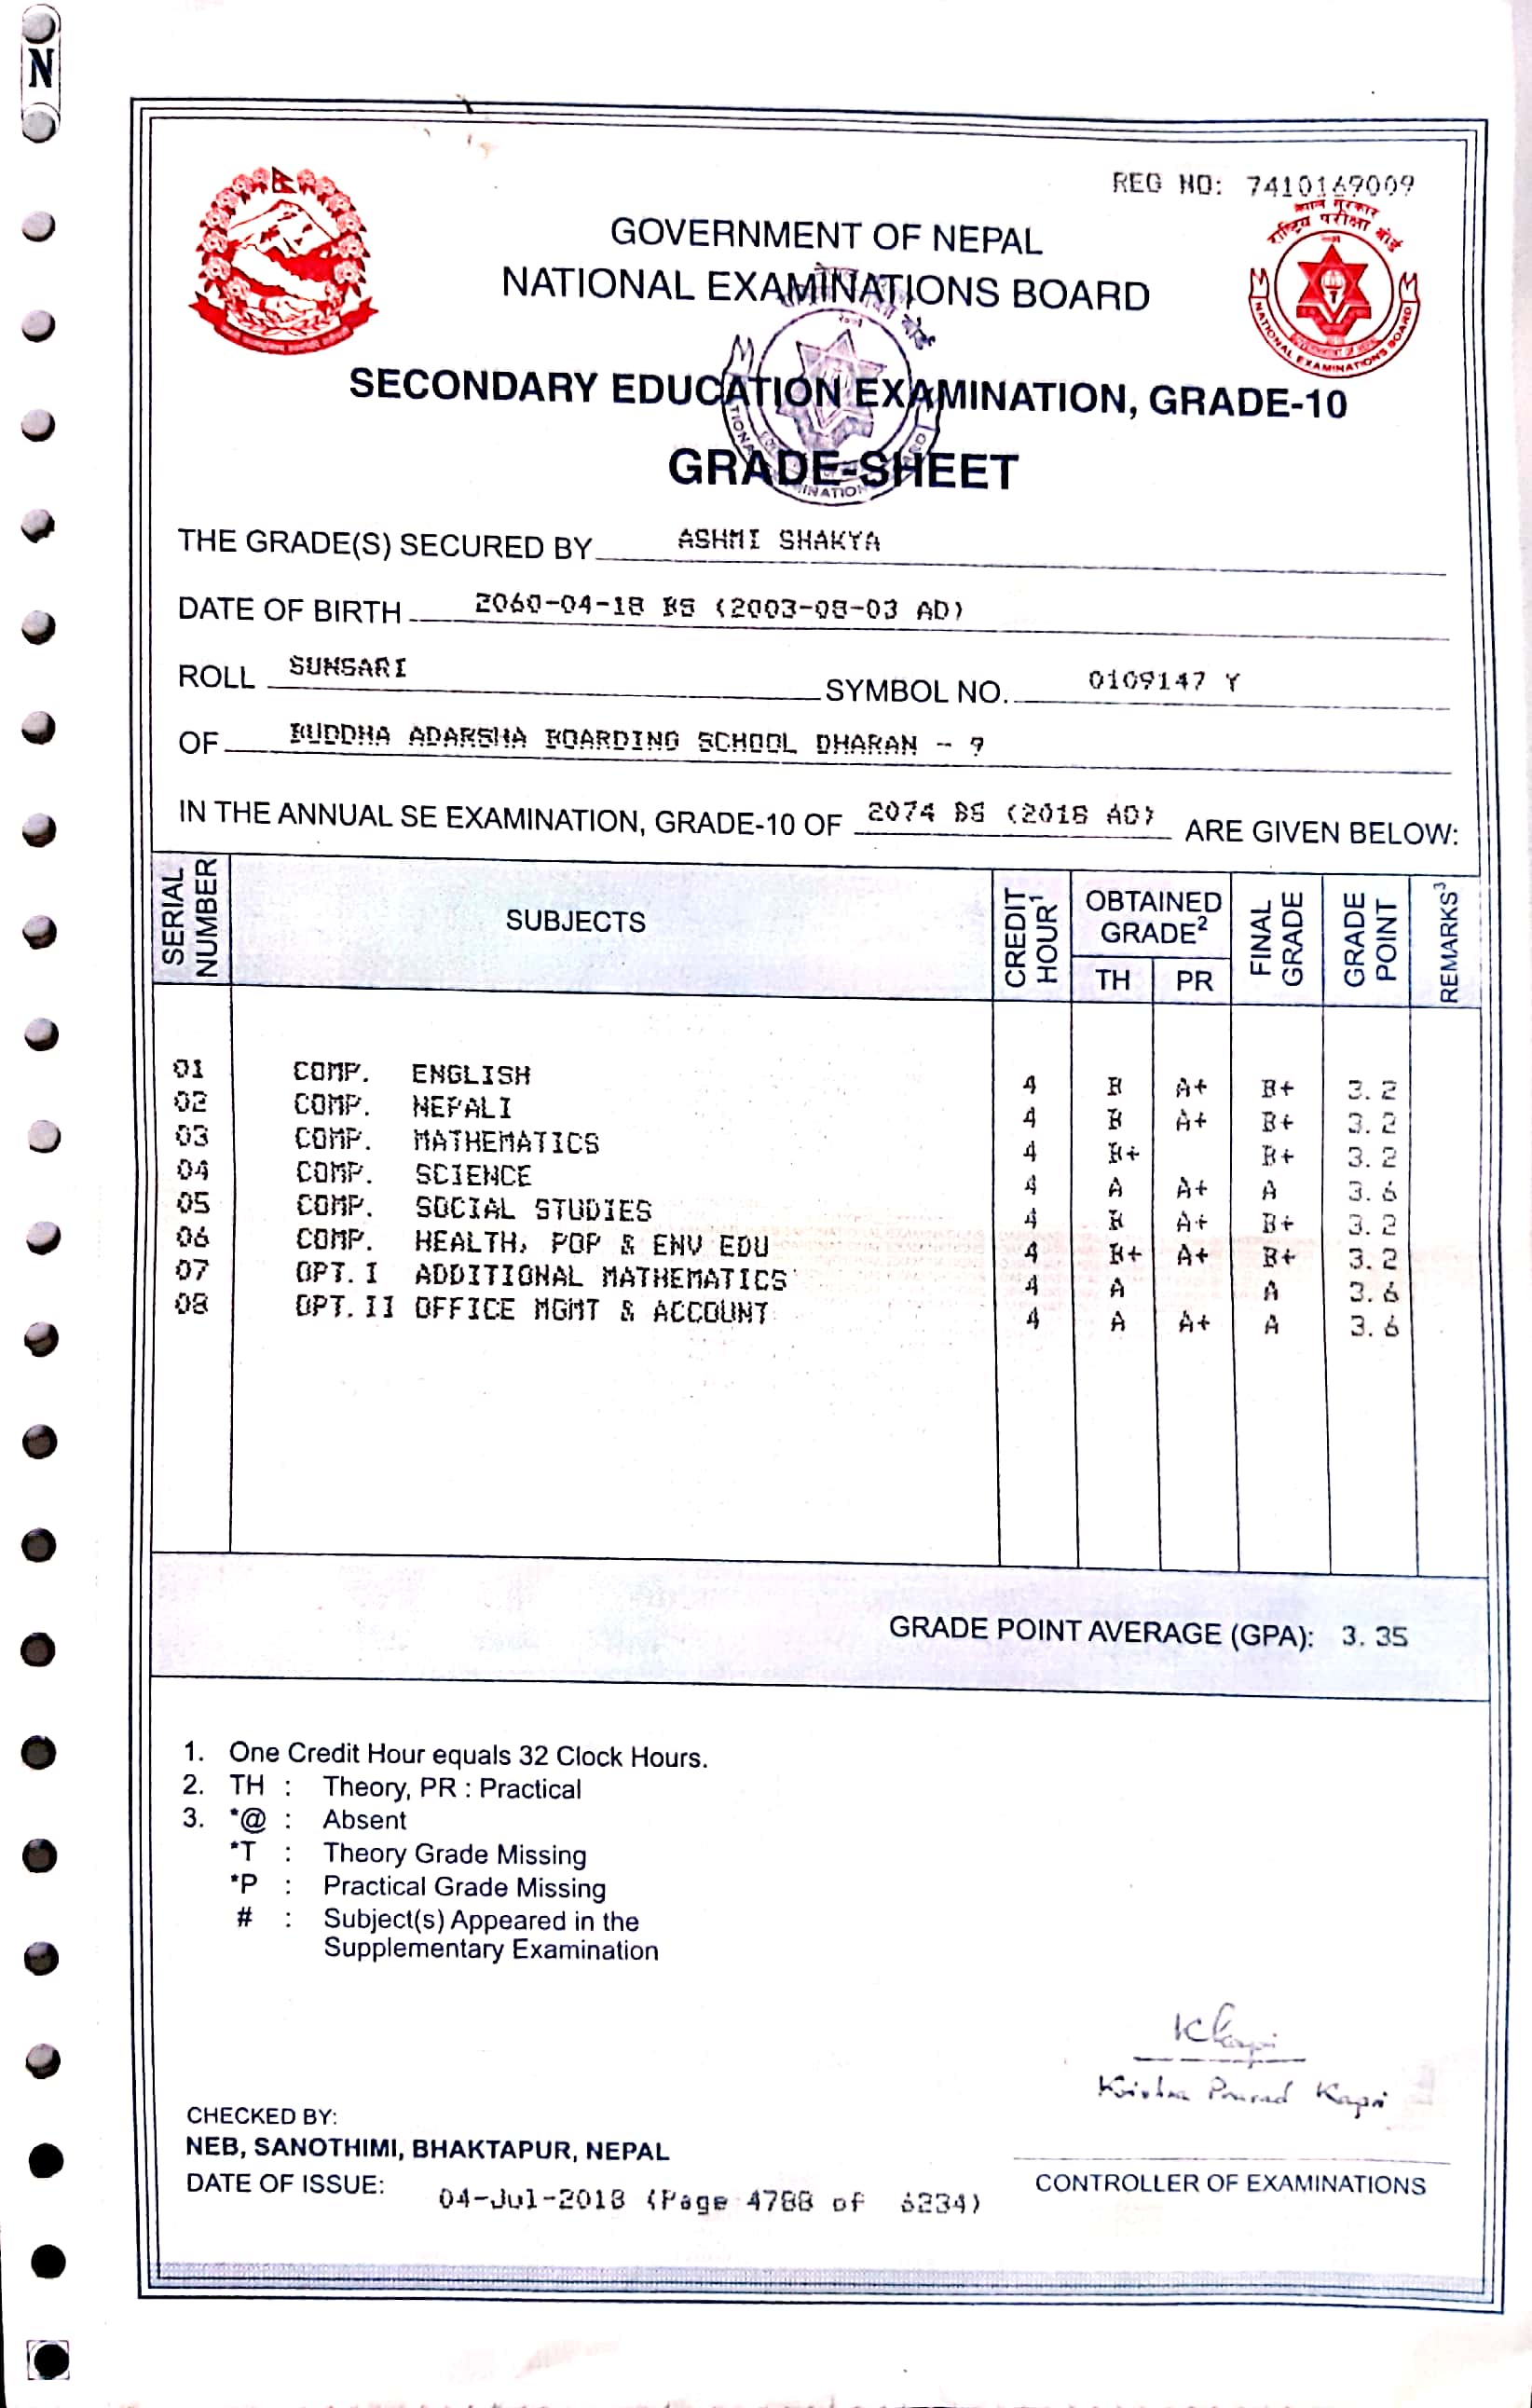 N
REG NO: 7410169009
नेपाल सरकार
राष्ट्रिय परीक्षा बोर्ड
NATIONAL EXAMINATIONS BOARD
GOVERNMENT OF NEPAL
NATIONAL EXAMINATIONS BOARD
SECONDARY EDUCATION EXAMINATION, GRADE-10
GRADE-SHEET
THE GRADE(S) SECURED BY ASHMI SHAKYA
DATE OF BIRTH 2060-04-18 BS (2003-08-03 AD)
ROLL SUNSARI SYMBOL NO. 0109147 Y
OF BUDDHA ADARSHA BOARDING SCHOOL DHARAN - 9
IN THE ANNUAL SE EXAMINATION, GRADE-10 OF 2074 BS (2018 AD) ARE GIVEN BELOW:
SERIAL NUMBER SUBJECTS CREDIT HOUR1 OBTAINED GRADE2 FINAL GRADE GRADE POINT REMARKS3
TH PR
01 COMP. ENGLISH 4 B A+ B+ 3.2
02 COMP. NEPALI 4 B A+ B+ 3.2
03 COMP. MATHEMATICS 4 B+ B+ 3.2
04 COMP. SCIENCE 4 A A+ A 3.6
05 COMP. SOCIAL STUDIES 4 B A+ B+ 3.2
06 COMP. HEALTH, POP & ENV EDU 4 B+ A+ B+ 3.2
07 OPT. I ADDITIONAL MATHEMATICS 4 A A 3.6
08 OPT. II OFFICE MGMT & ACCOUNT 4 A A+ A 3.6
GRADE POINT AVERAGE (GPA): 3.35
1. One Credit Hour equals 32 Clock Hours.
2. TH : Theory, PR : Practical
3. *@ : Absent
*T : Theory Grade Missing
*P : Practical Grade Missing
# : Subject(s) Appeared in the
Supplementary Examination
KKapri
Krishna Prasad Kapri
CHECKED BY:
NEB, SANOTHIMI, BHAKTAPUR, NEPAL
DATE OF ISSUE: 04-Jul-2018 (Page 4788 of 6234)
CONTROLLER OF EXAMINATIONS